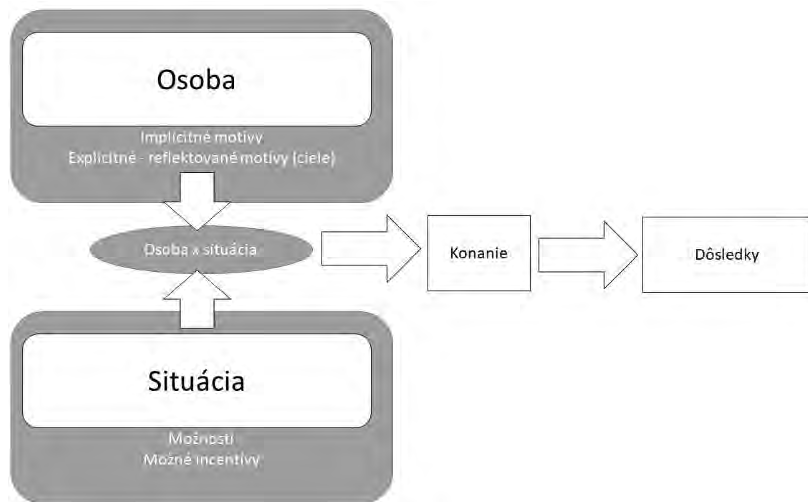 Osoba
Implicitné motívy
Explicitné - reflektované motívy (ciele)
Osoba x situácia
Konanie
Dôsledky
Situácia
Možnosti
Možné incentívy